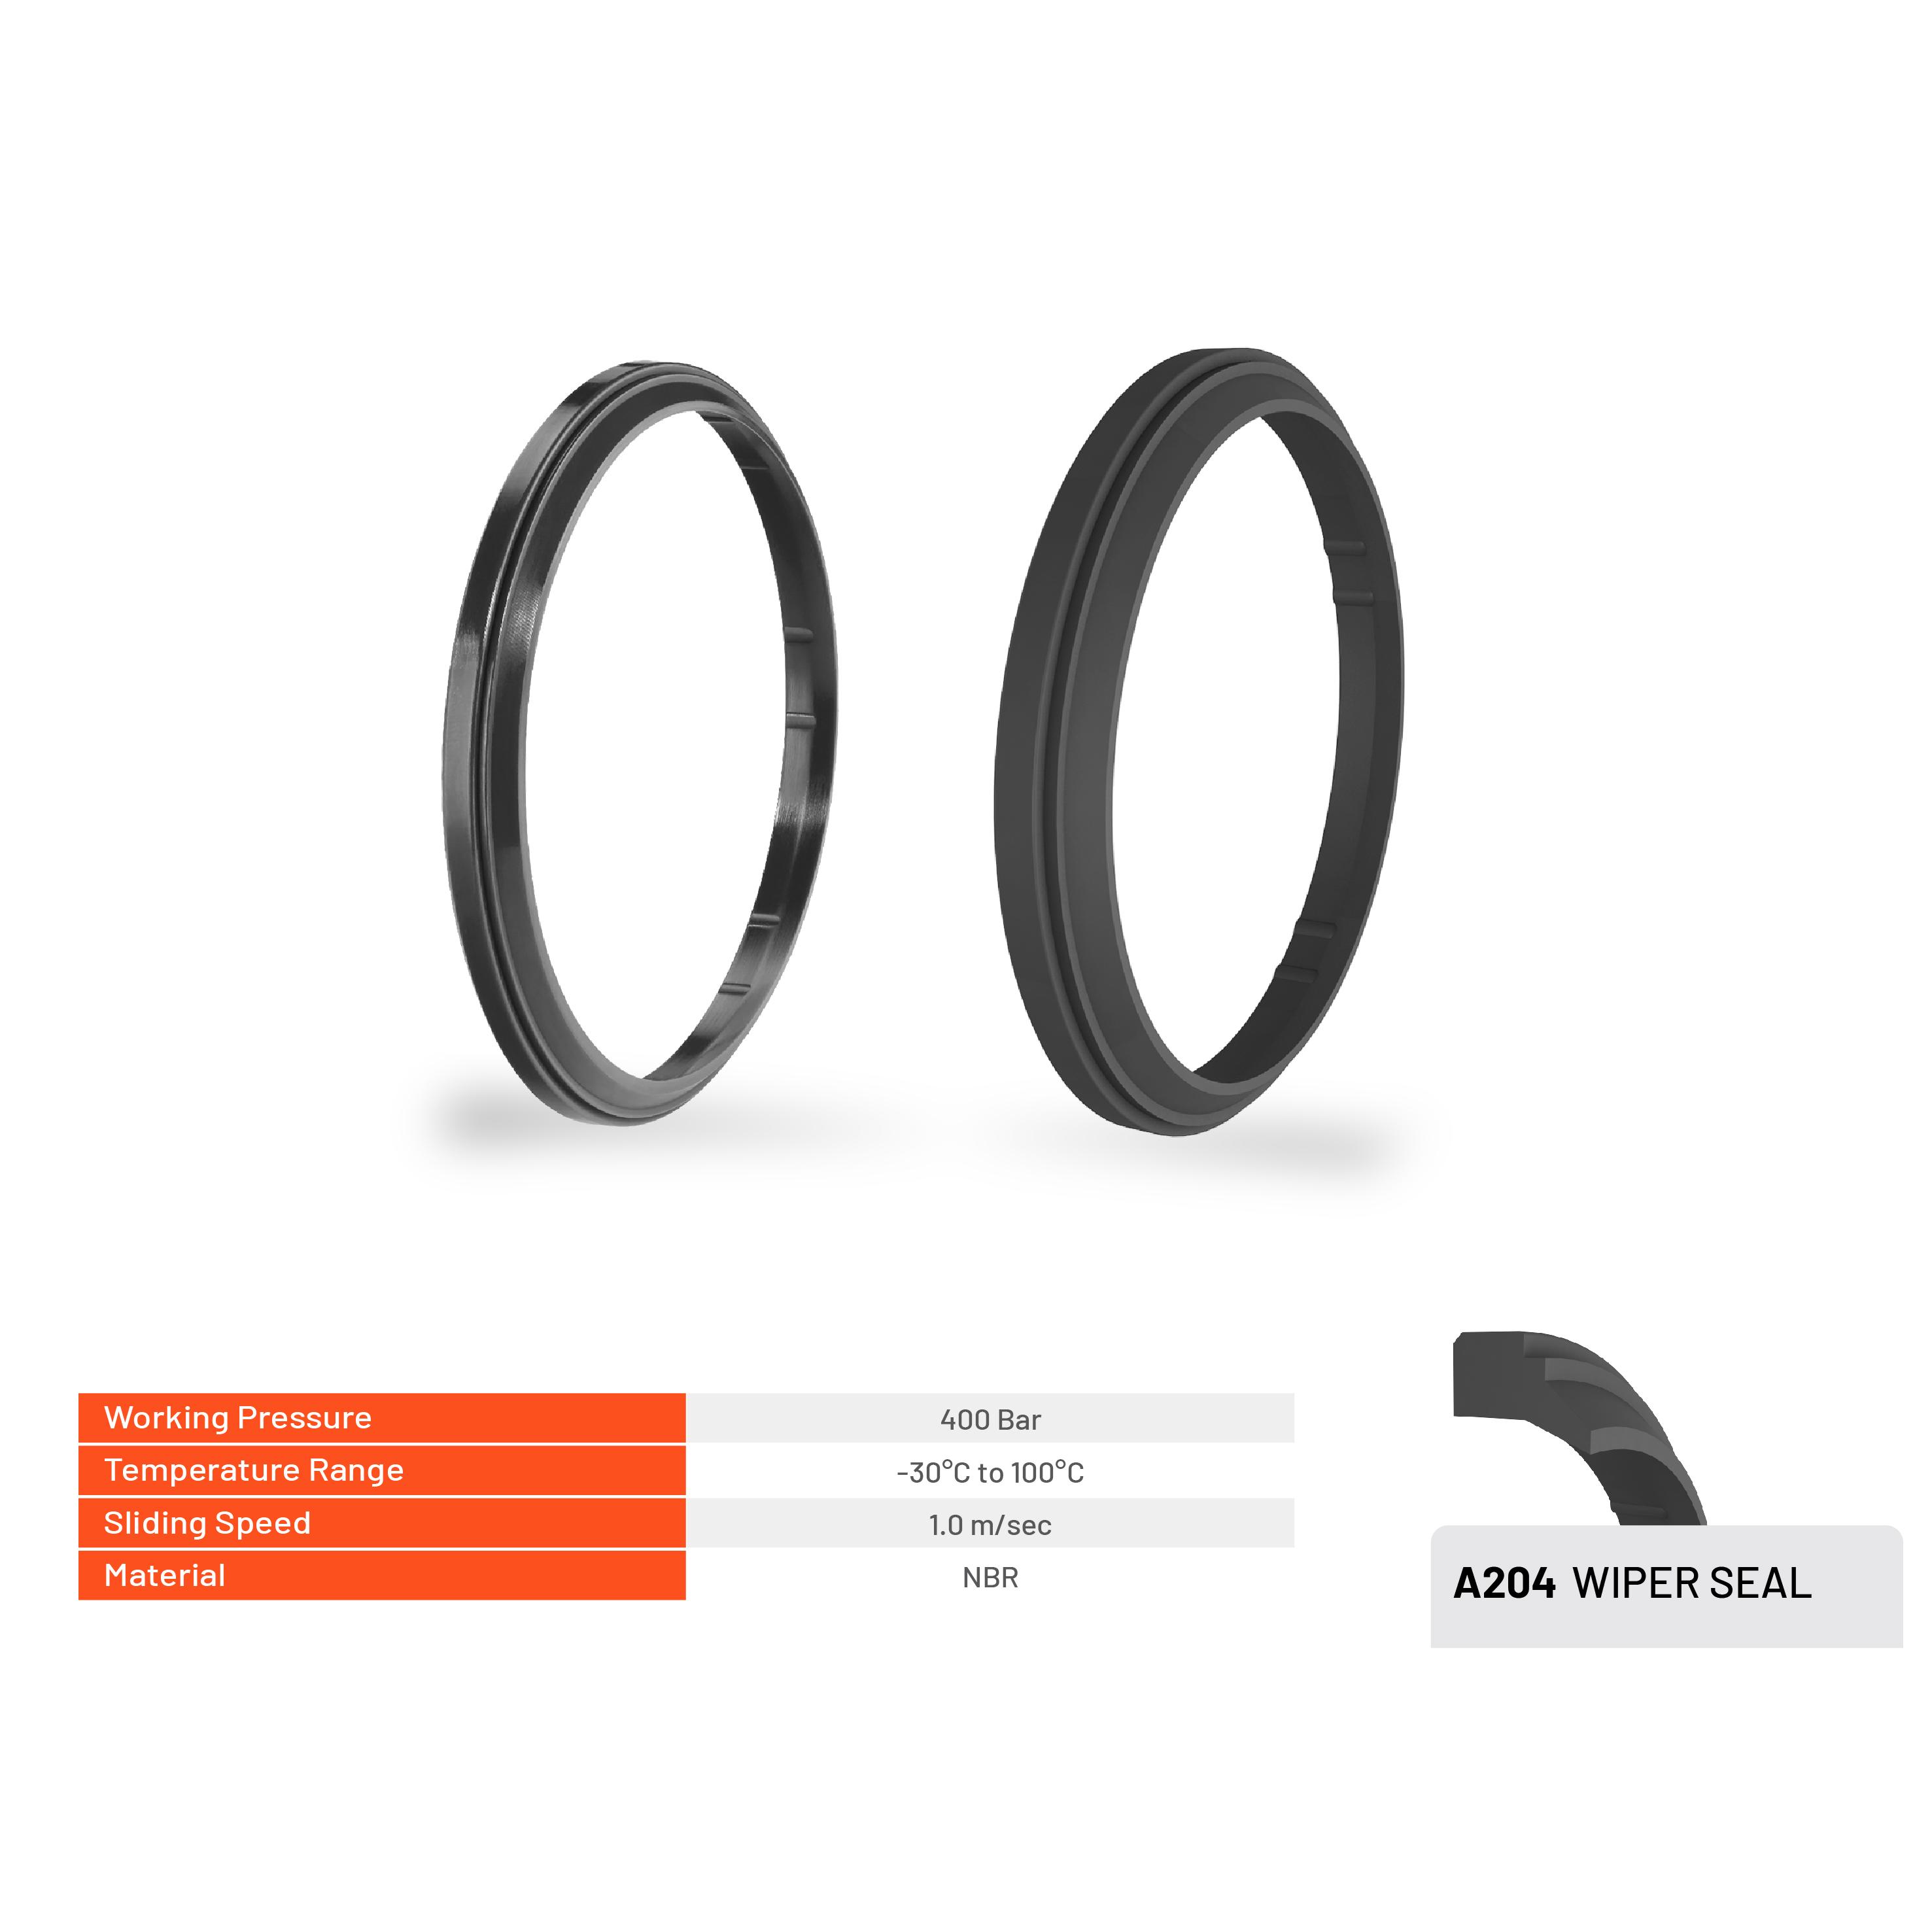 Working Pressure 400 Bar
Temperature Range -30°C to 100°C
Sliding Speed 1.0 m/sec
Material NBR
A204 WIPER SEAL